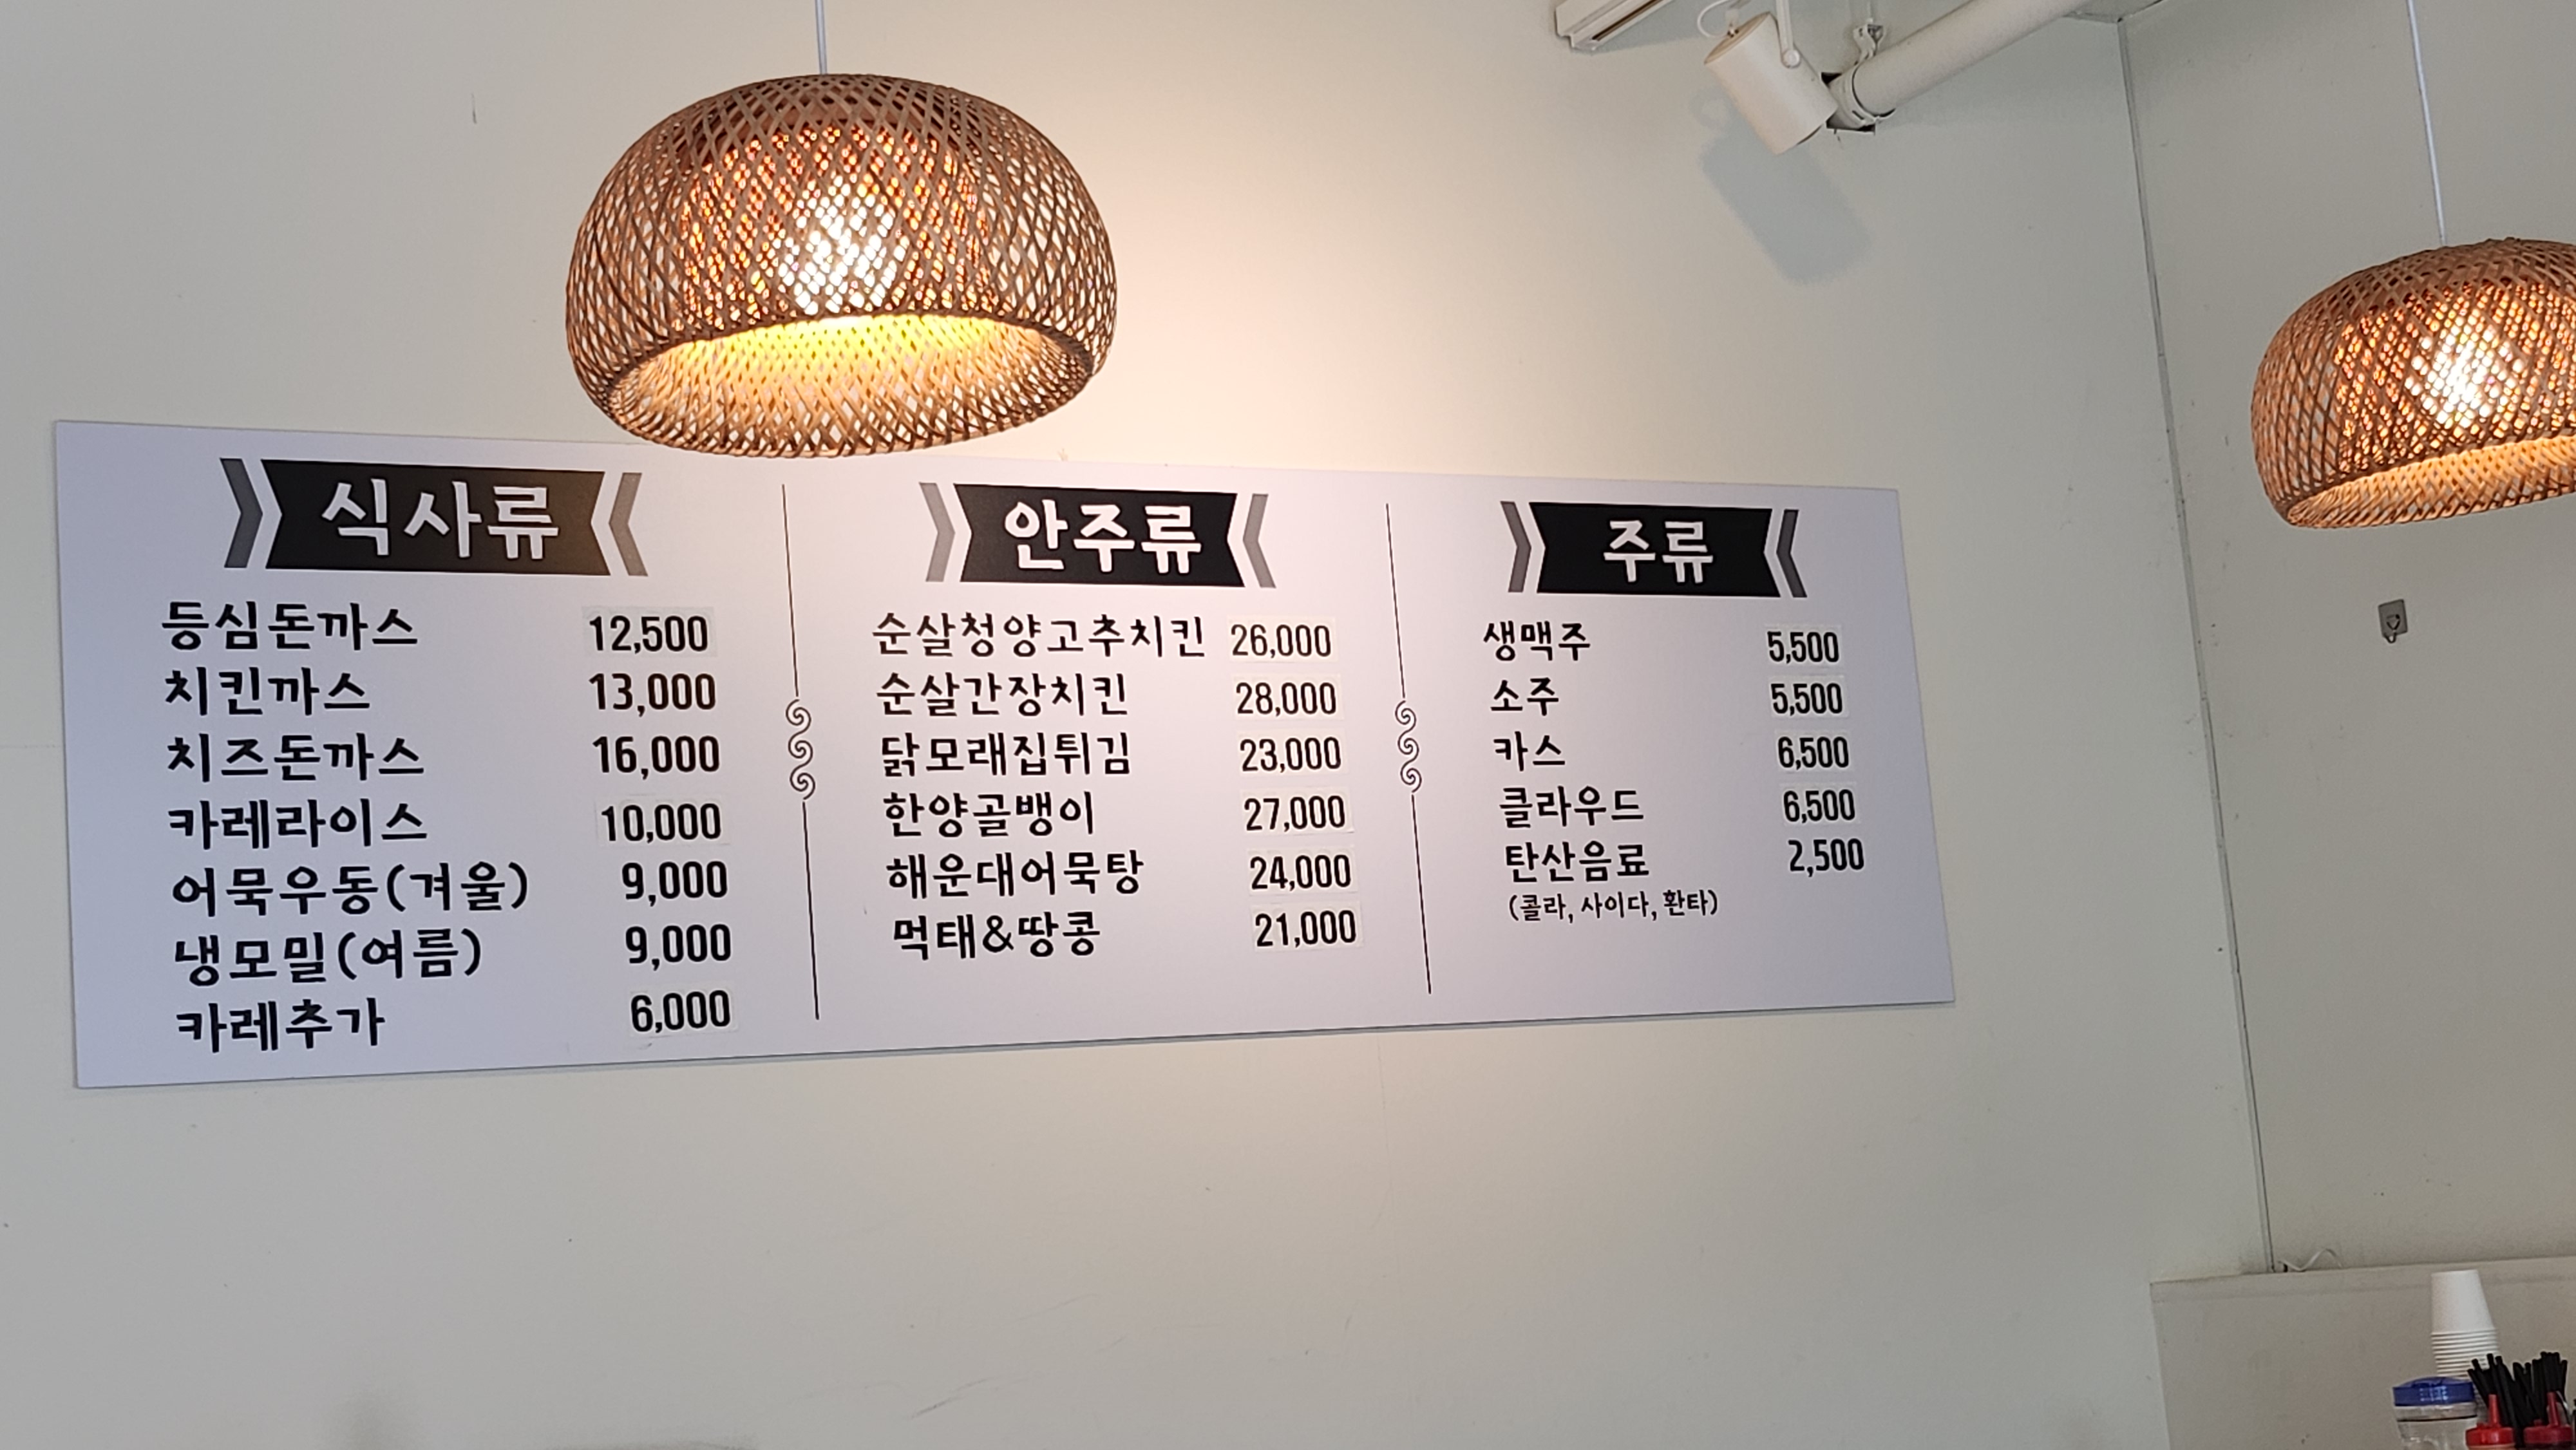 식사류
등심돈까스 12,500
치킨까스 13,000
치즈돈까스 16,000
카레라이스 10,000
어묵우동(겨울) 9,000
냉모밀(여름) 9,000
카레추가 6,000
안주류
순살청양고추치킨 26,000
순살간장치킨 28,000
닭모래집튀김 23,000
한양골뱅이 27,000
해운대어묵탕 24,000
먹태&땅콩 21,000
주류
생맥주 5,500
소주 5,500
카스 6,500
클라우드 6,500
탄산음료 2,500
(콜라, 사이다, 환타)